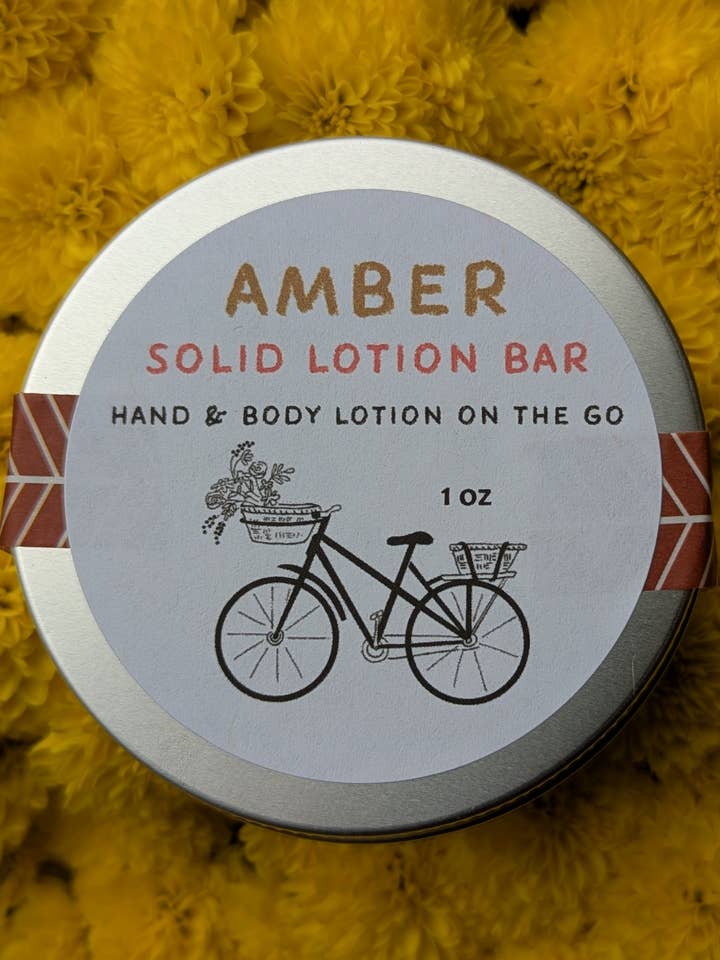 AMBER
SOLID LOTION BAR
HAND & BODY LOTION ON THE GO
1 OZ